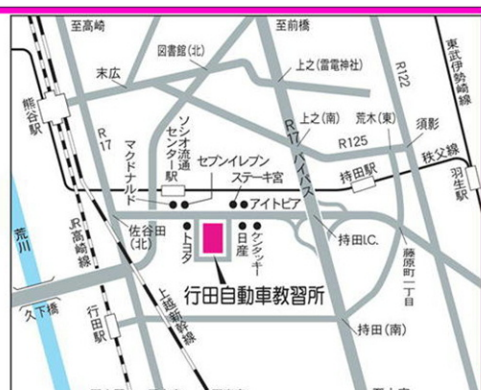 至高崎
至前橋
図書館(北)
末広
上之(雷電神社)
R122
東武伊勢崎線
熊谷駅
ソシオ流通センター駅
上之(南)
荒木(東)
須影
R17
R17バイパス
R125
マクドナルド
セブンイレブン
ステーキ宮
持田駅
秩父線
羽生駅
アイトピア
荒川
JR高崎線
佐谷田(北)
トヨタ
日産
ケンタッキー
持田I.C.
藤原町一丁目
行田自動車教習所
久下橋
行田駅
上越新幹線
持田(南)